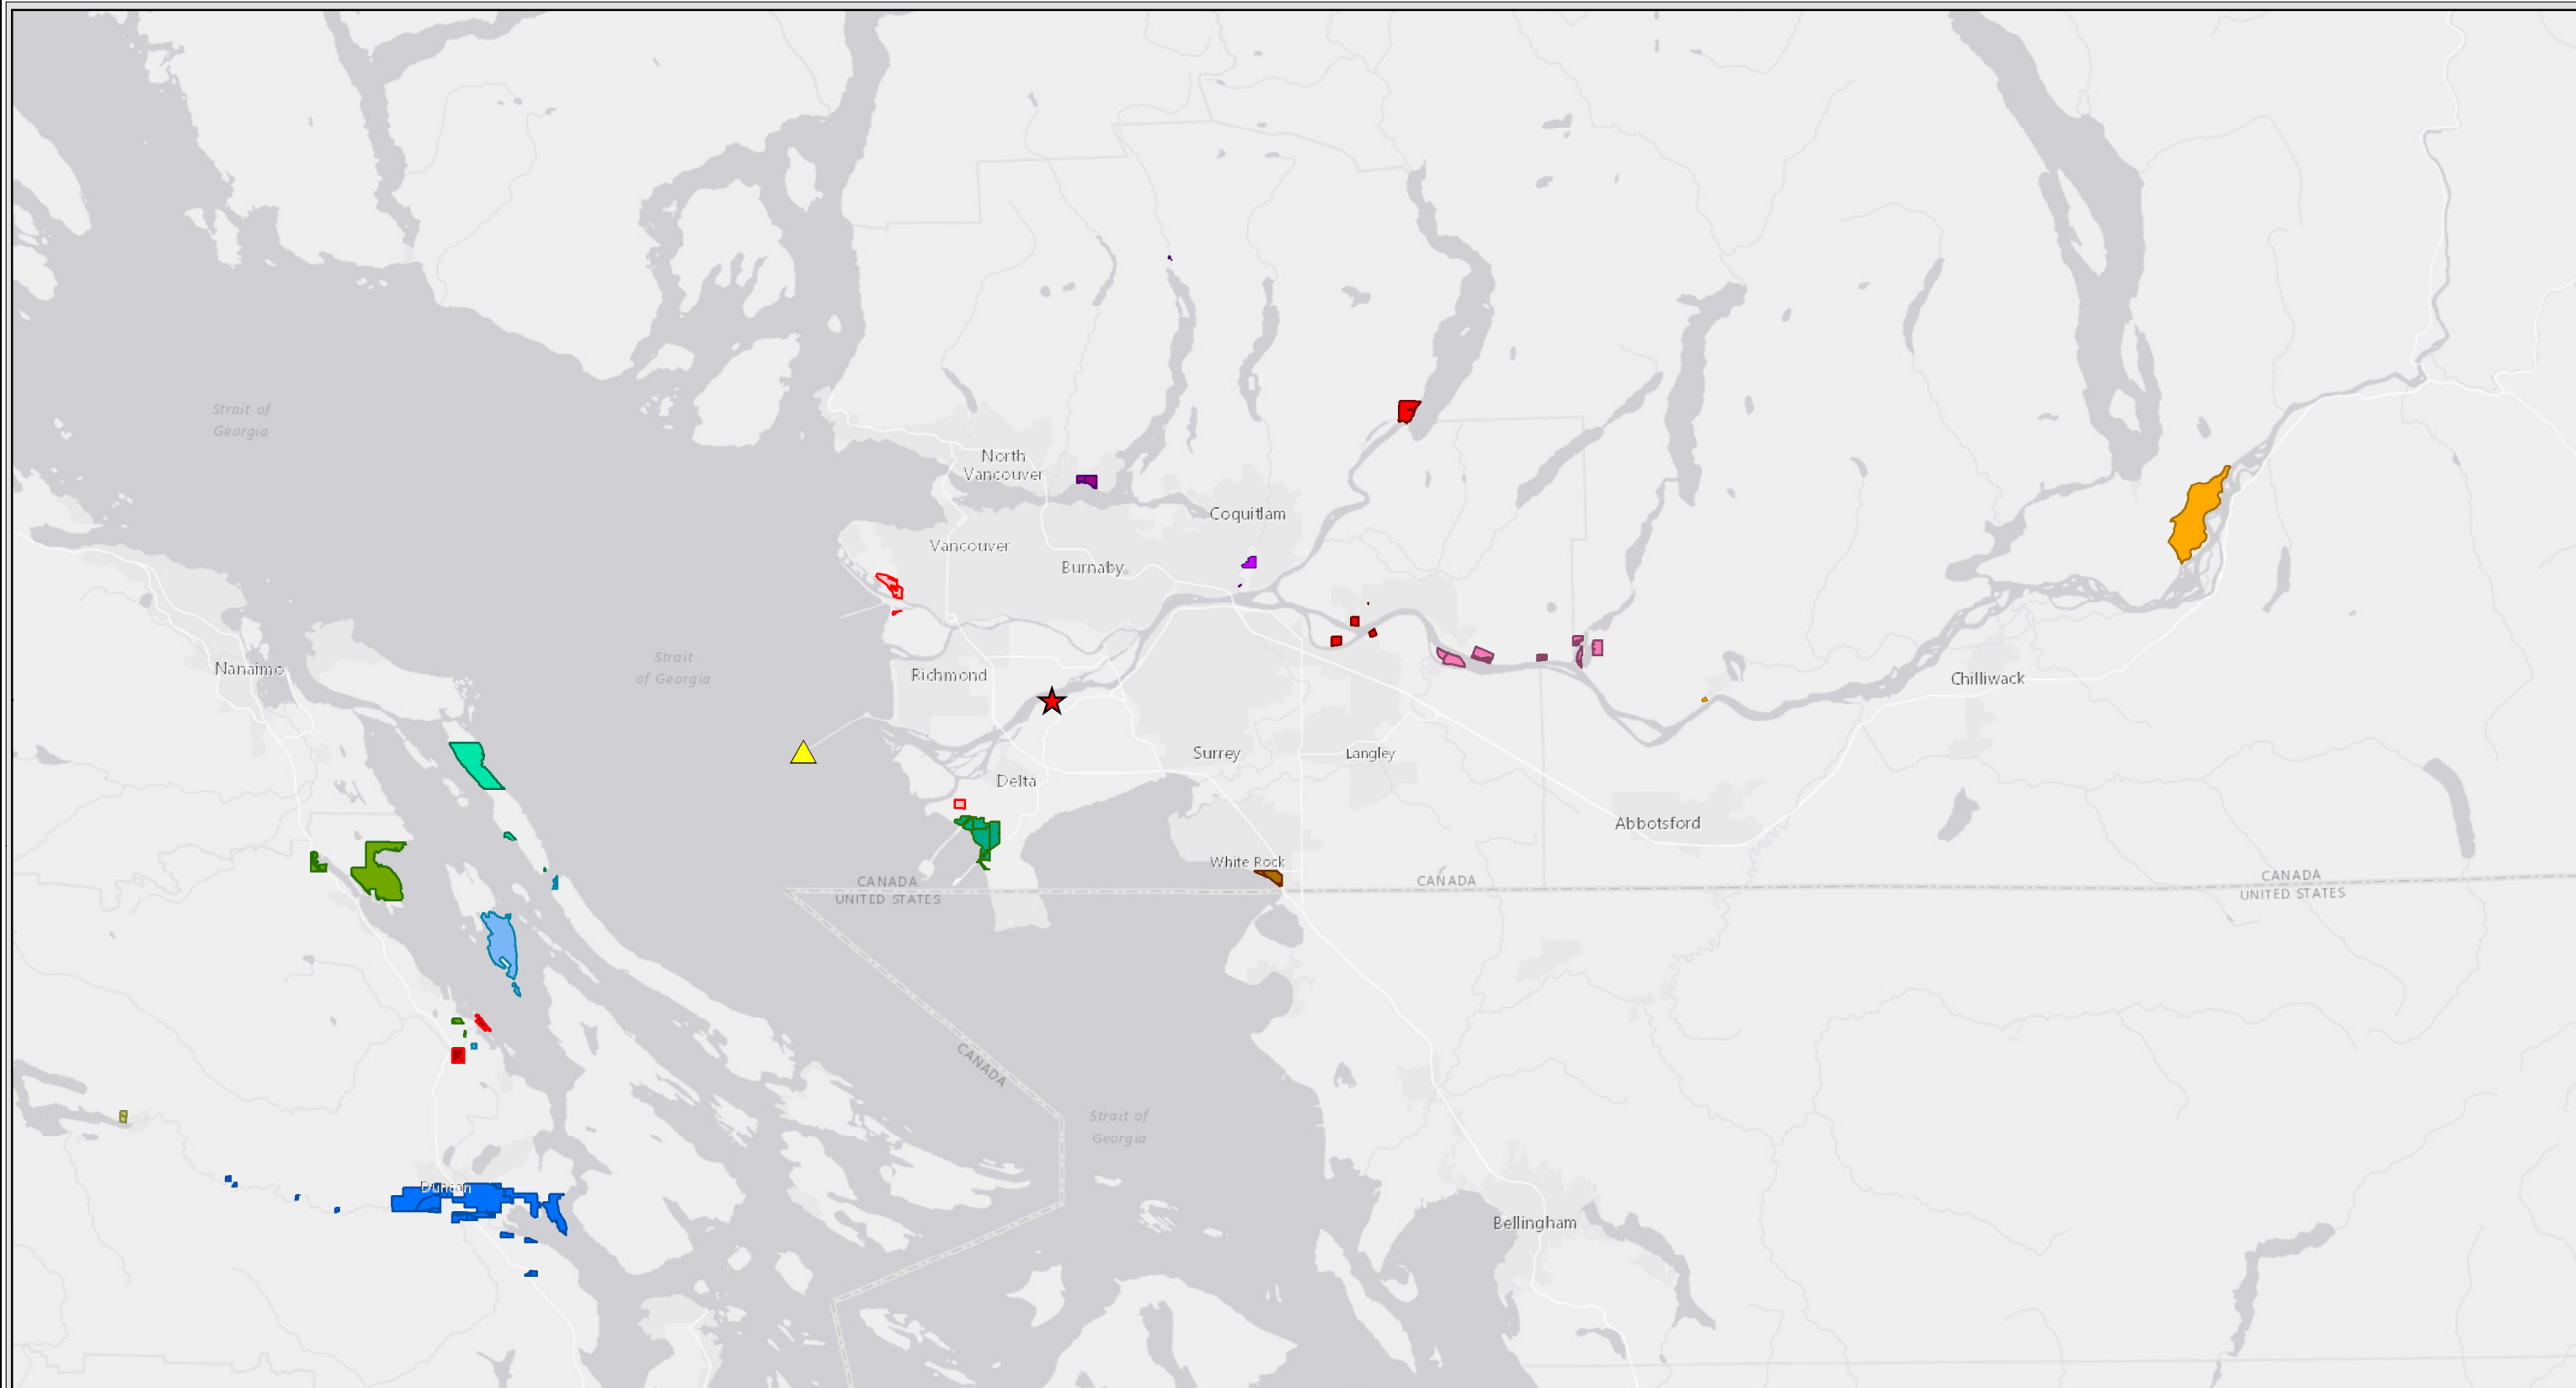 Strait of
Georgia
North
Vancouver
Coquitlam
Vancouver
Burnaby
Strait
of Georgia
Nanaimo
Richmond
Chilliwack
Surrey
Langley
Delta
Abbotsford
White Rock
CANADA
UNITED STATES
CANADA
CANADA
UNITED STATES
CANADA
Strait of
Georgia
Duncan
Bellingham